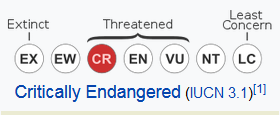 Extinct Threatened Least
Concern
EX EW CR EN VU NT LC
Critically Endangered (IUCN 3.1)[1]